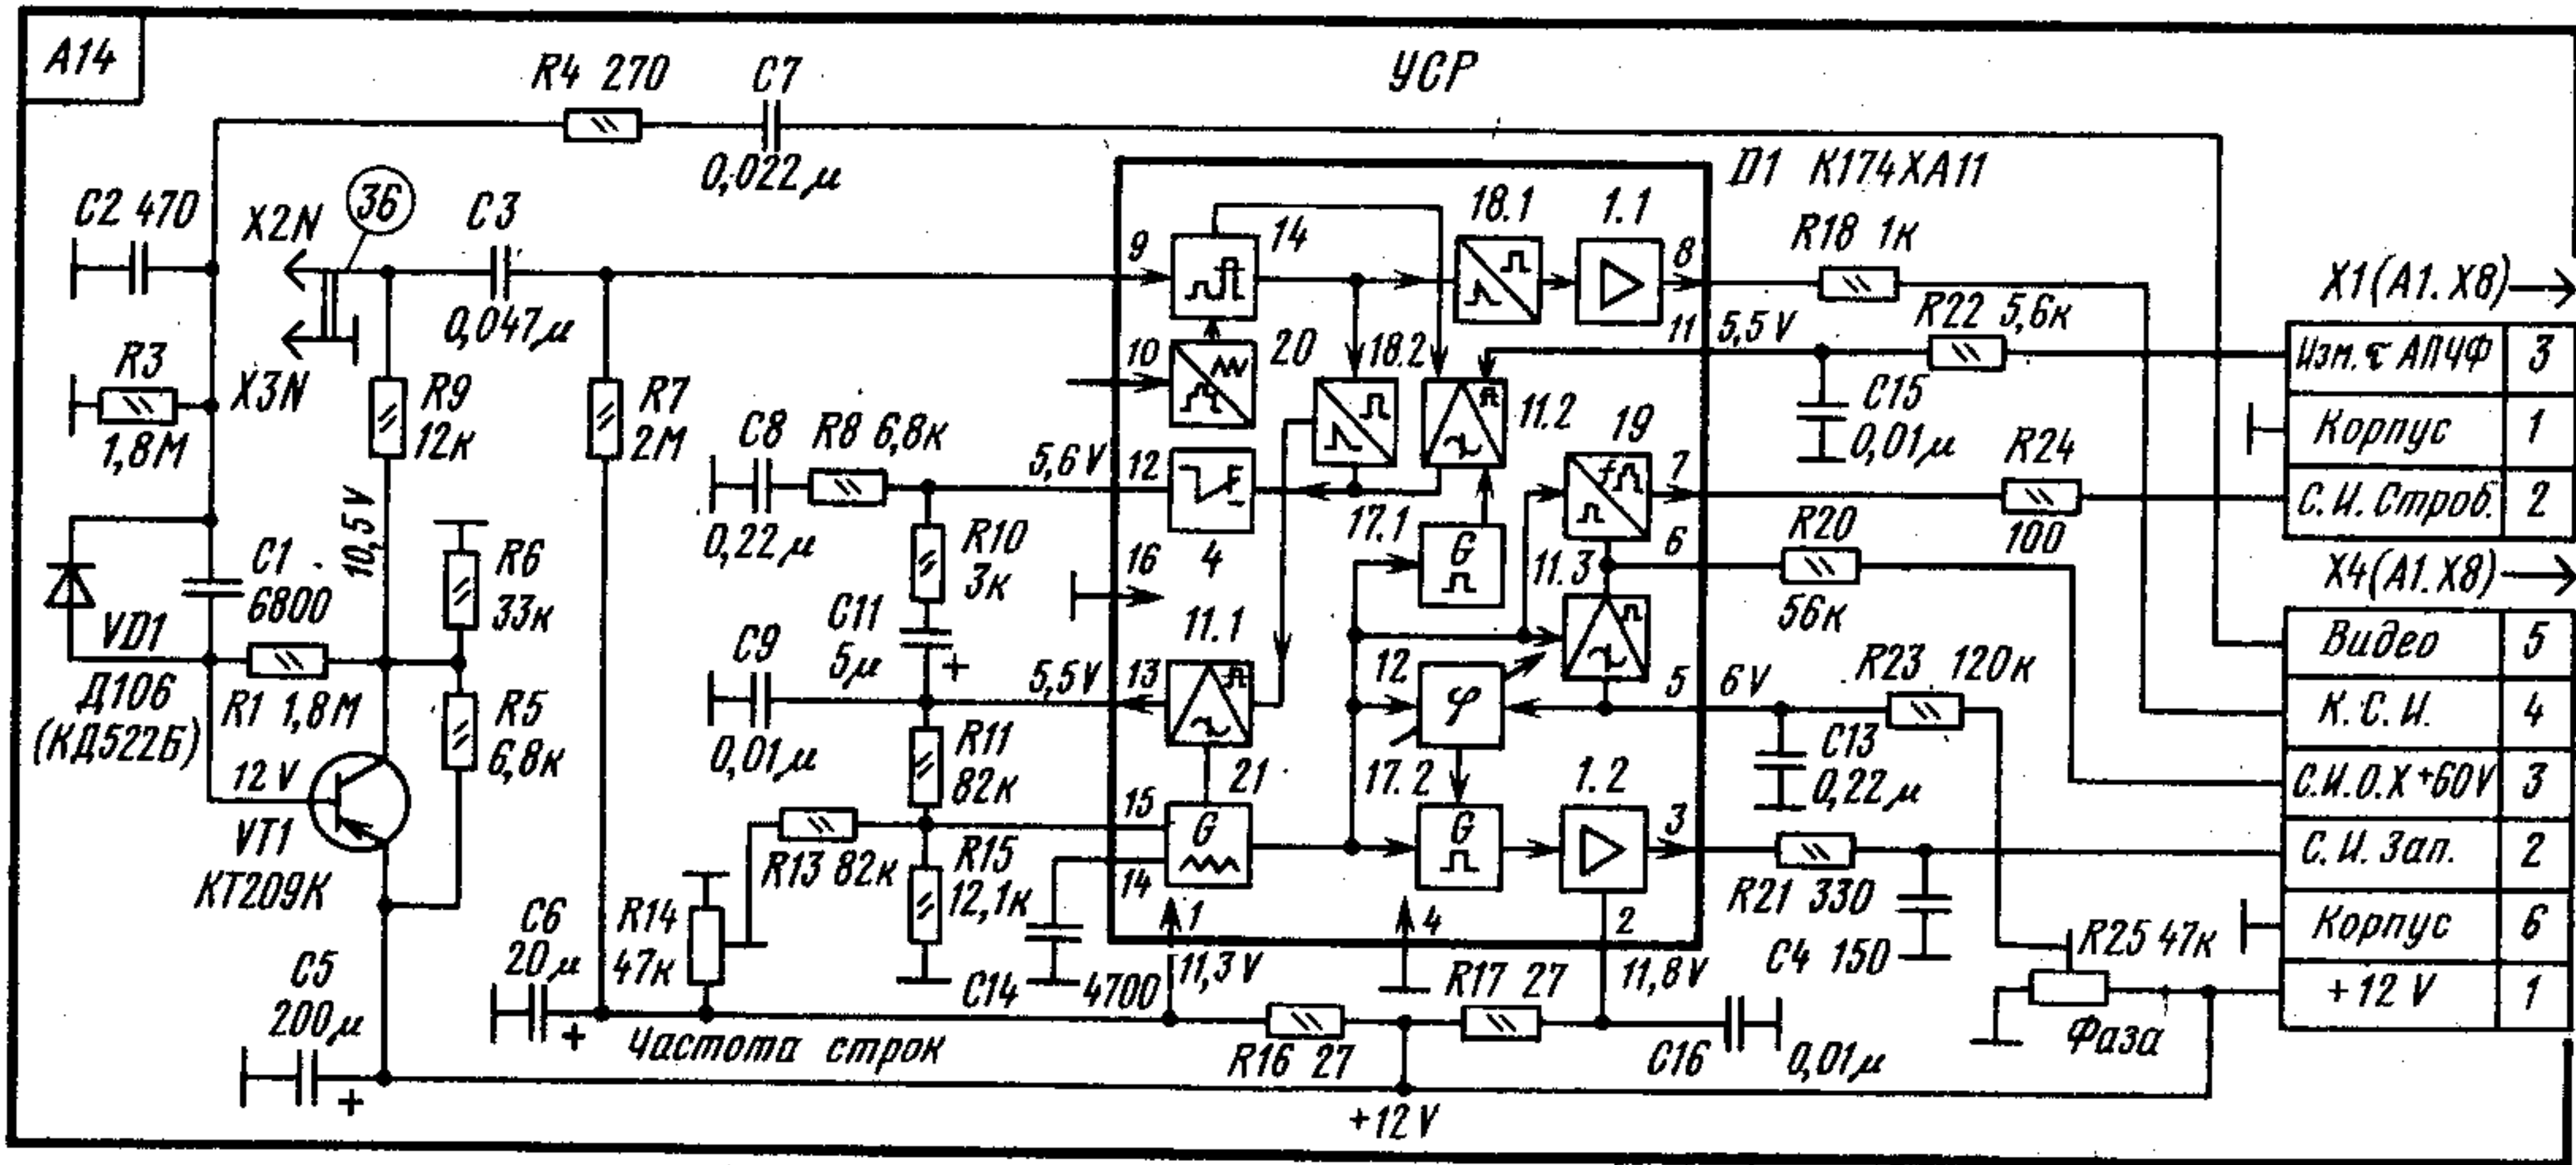 А14
УСР
R4 270
C7
0,022µ
D1 К174ХА11
C2 470
X2N
36
C3
0,047µ
X3N
R3
1,8М
R9
12к
R7
2М
10,5V
C1
6800
R6
33к
VD1
Д106
(КД522Б)
R1 1,8М
R5
6,8к
12V
VT1
КТ209К
C5
200µ
+
C6
20µ
+
R14
47к
Частота строк
C8
0,22µ
R8 6,8к
5,6V
R10
3к
C11
5µ
+
C9
0,01µ
5,5V
R11
82к
R13 82к
R15
12,1к
C14
4700
9
14
18.1
1.1
8
10
20
18.2
11
11.2
12
4
19
7
17.1
G
6
16
11.3
11.1
13
12
φ
5
21
17.2
1.2
15
G
G
3
14
1
4
2
11,3V
11,8V
R16 27
R17 27
C16
0,01µ
+12V
R18 1к
5,5V
R22 5,6к
C15
0,01µ
R24
100
R20
56к
6V
R23 120к
C13
0,22µ
R21 330
C4 150
R25 47к
Фаза
X1(A1.X8)
Изм. τ АПЧФ 3
Корпус 1
С.И. Строб. 2
X4(A1.X8)
Видео 5
К.С.И. 4
С.И.О.Х +60V 3
С.И. Зап. 2
Корпус 6
+12V 1